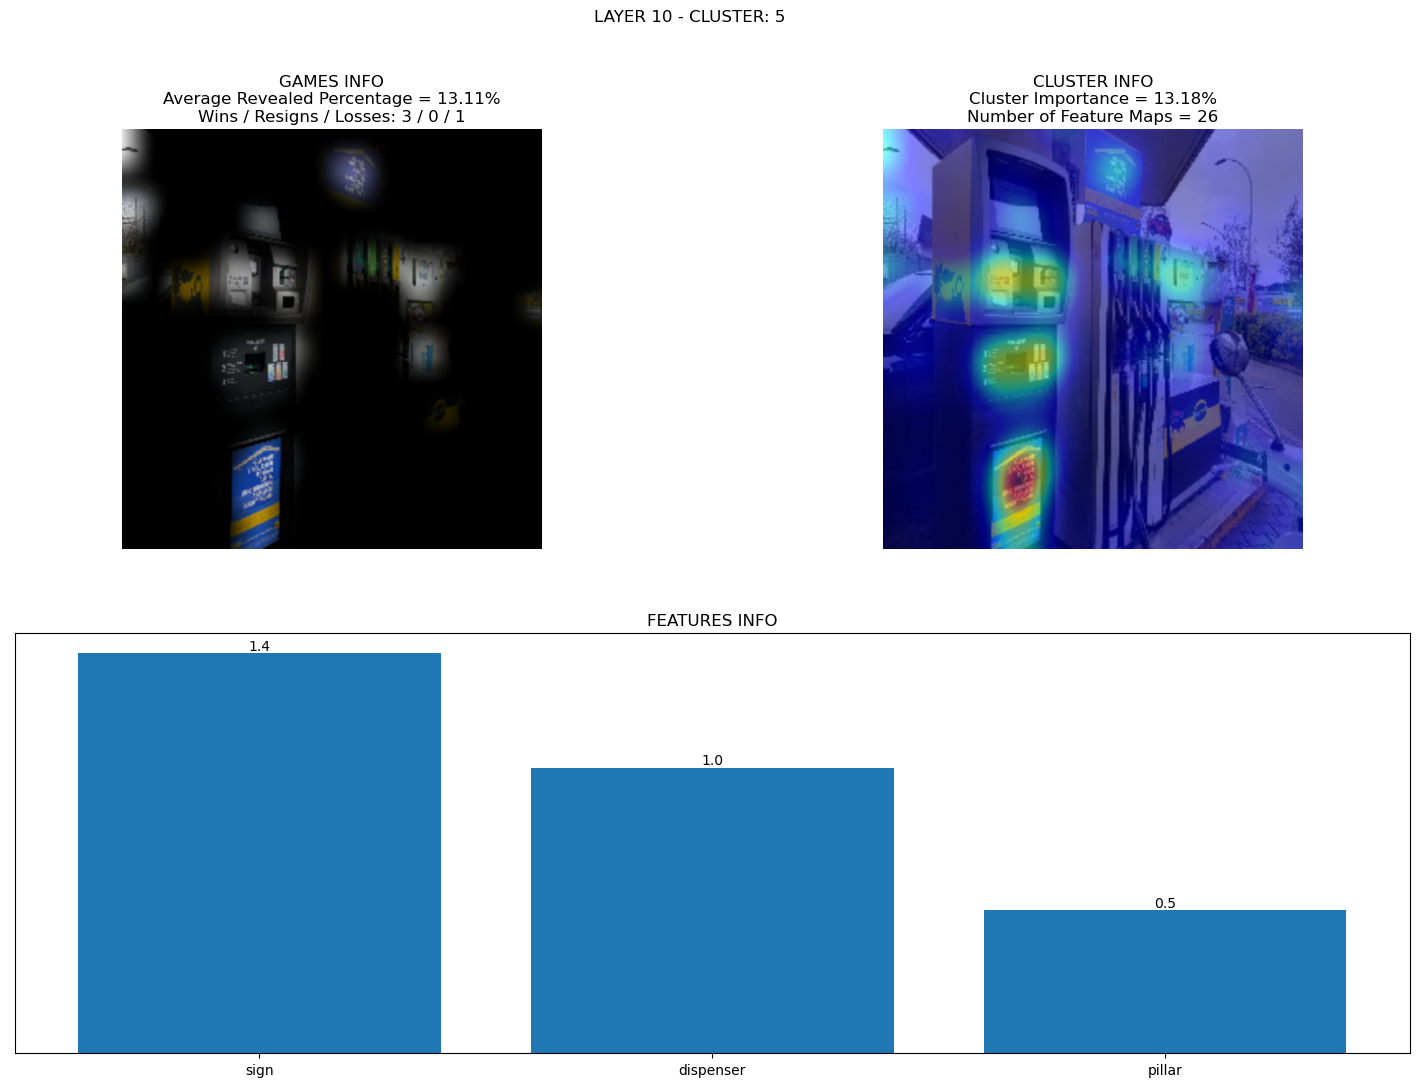 LAYER 10 - CLUSTER: 5
GAMES INFO
Average Revealed Percentage = 13.11%
Wins / Resigns / Losses: 3 / 0 / 1
CLUSTER INFO
Cluster Importance = 13.18%
Number of Feature Maps = 26
FEATURES INFO
1.4
1.0
0.5
sign
dispenser
pillar